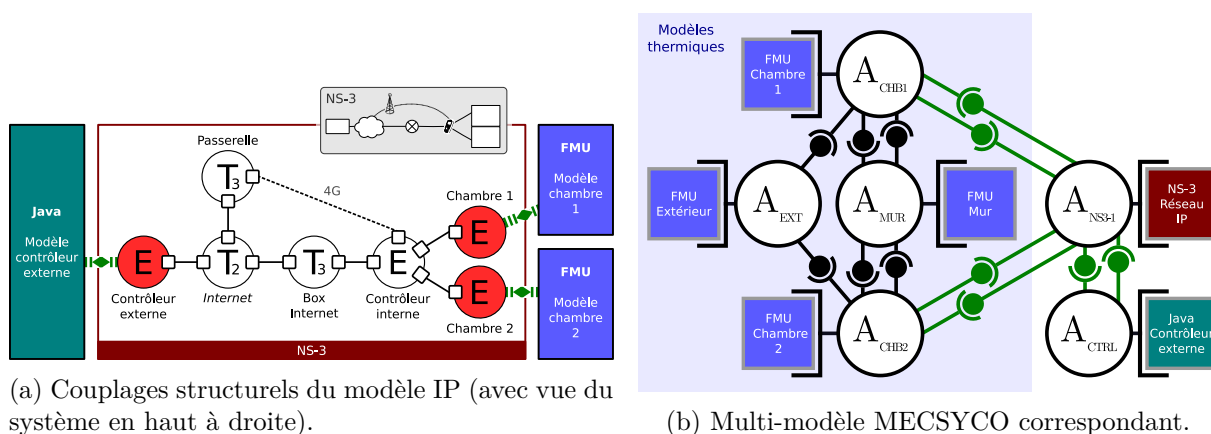 NS-3
Java
Modèle
contrôleur
externe
Passerelle
T3
4G
E
Contrôleur
externe
T2
Internet
T3
Box
Internet
E
Contrôleur
interne
Chambre 1
E
E
Chambre 2
FMU
Modèle
chambre
1
FMU
Modèle
chambre
2
NS-3
(a) Couplages structurels du modèle IP (avec vue du
système en haut à droite).
Modèles
thermiques
FMU
Chambre
1
A CHB1
FMU
Extérieur
A EXT
A MUR
FMU
Mur
A NS3-1
NS-3
Réseau
IP
FMU
Chambre
2
A CHB2
A CTRL
Java
Contrôleur
externe
(b) Multi-modèle MECSYCO correspondant.